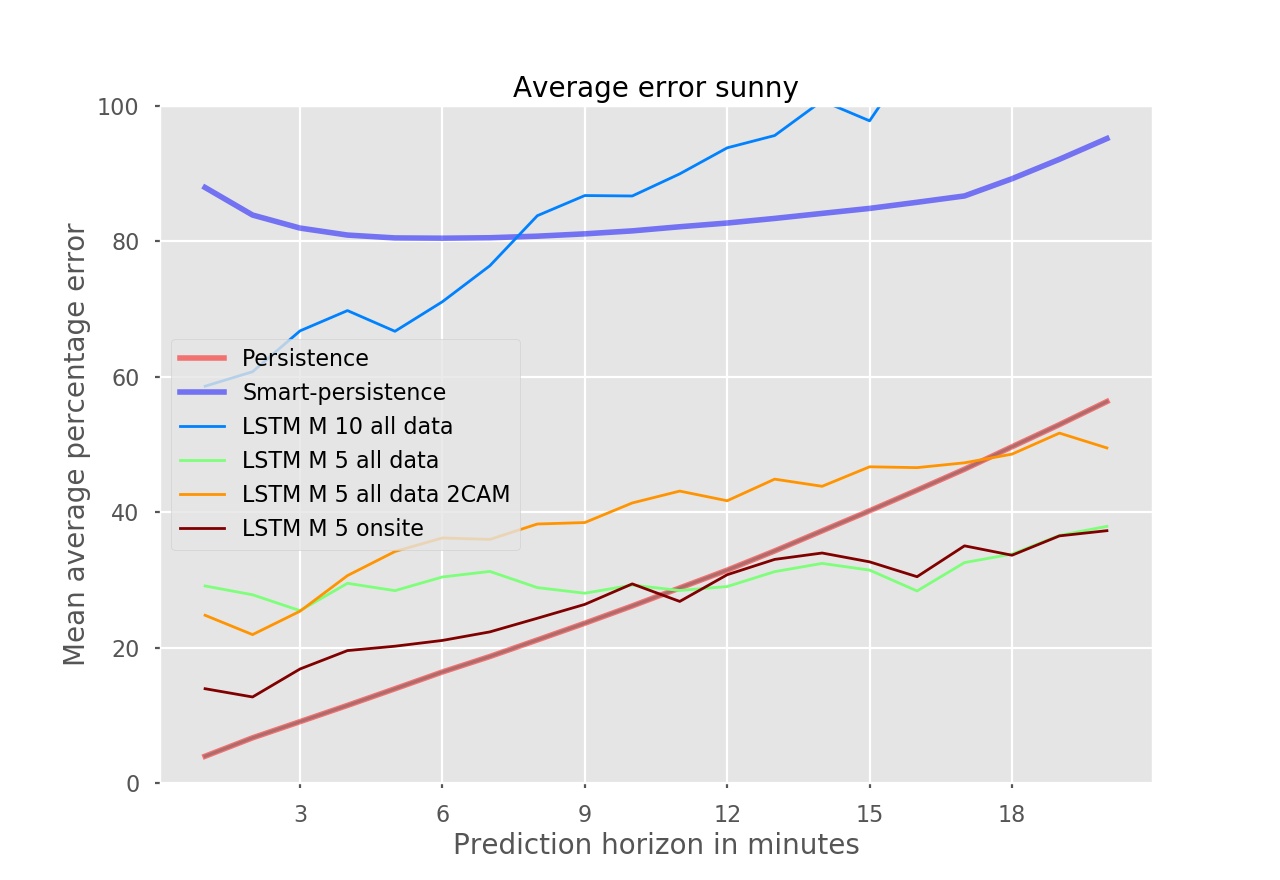 Average error sunny
100
80
60
40
20
0
Mean average percentage error
Persistence
Smart-persistence
LSTM M 10 all data
LSTM M 5 all data
LSTM M 5 all data 2CAM
LSTM M 5 onsite
3 6 9 12 15 18
Prediction horizon in minutes